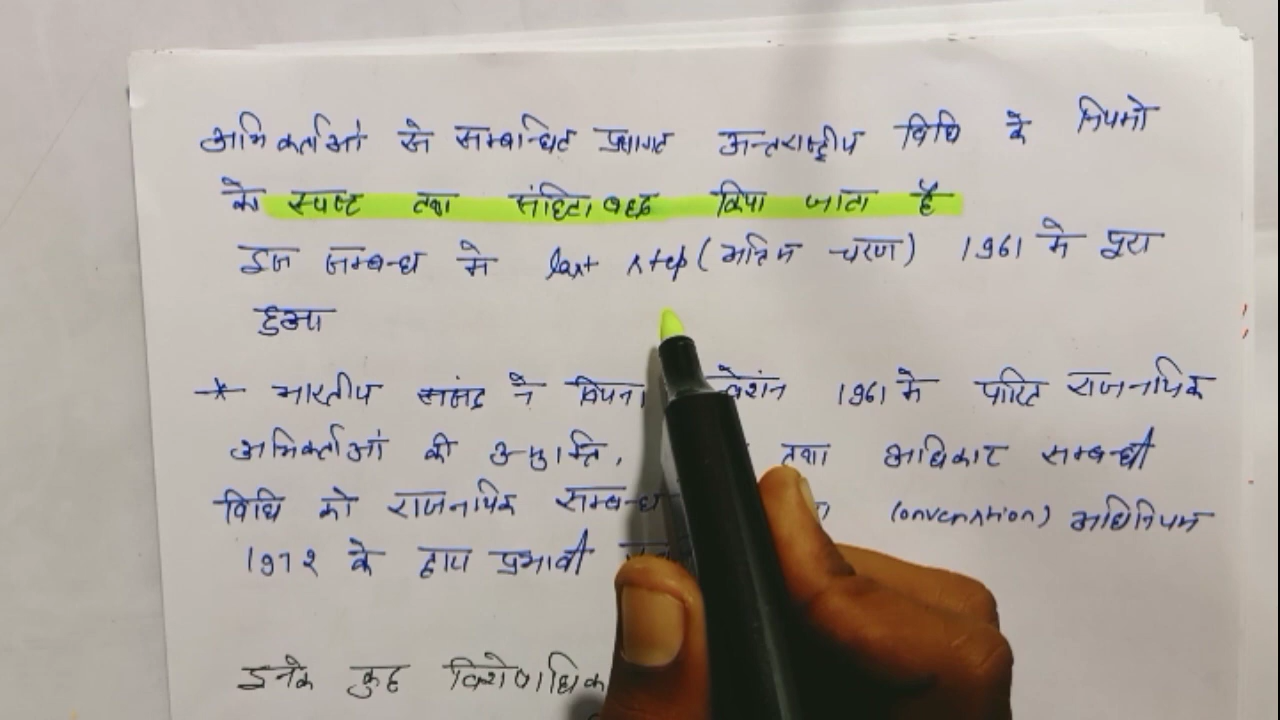 अभिकर्ताओं से सम्बन्धित प्रथागत अन्तराष्ट्रीय विधि के नियमो
को स्पष्ट तथा संहिताबद्ध किया जाता है
इस सम्बन्ध मे last step (अन्तिम चरण) 1961 मे पूरा
हुआ
* भारतीय संसद ने वियना 1961 मे पारित राजनयिक
अभिकर्ताओं की उन्मुक्ति, तथा अधिकार सम्बन्धी
विधि को राजनयिक सम्बन्ध (convenstion) अधिनियम
1972 के द्वारा प्रभावी
इनके कुछ विशेषाधिक